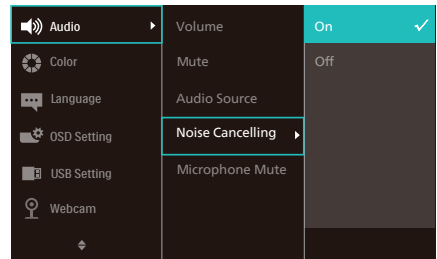 Audio
Color
Language
OSD Setting
USB Setting
Webcam
Volume
Mute
Audio Source
Noise Cancelling
Microphone Mute
On
Off